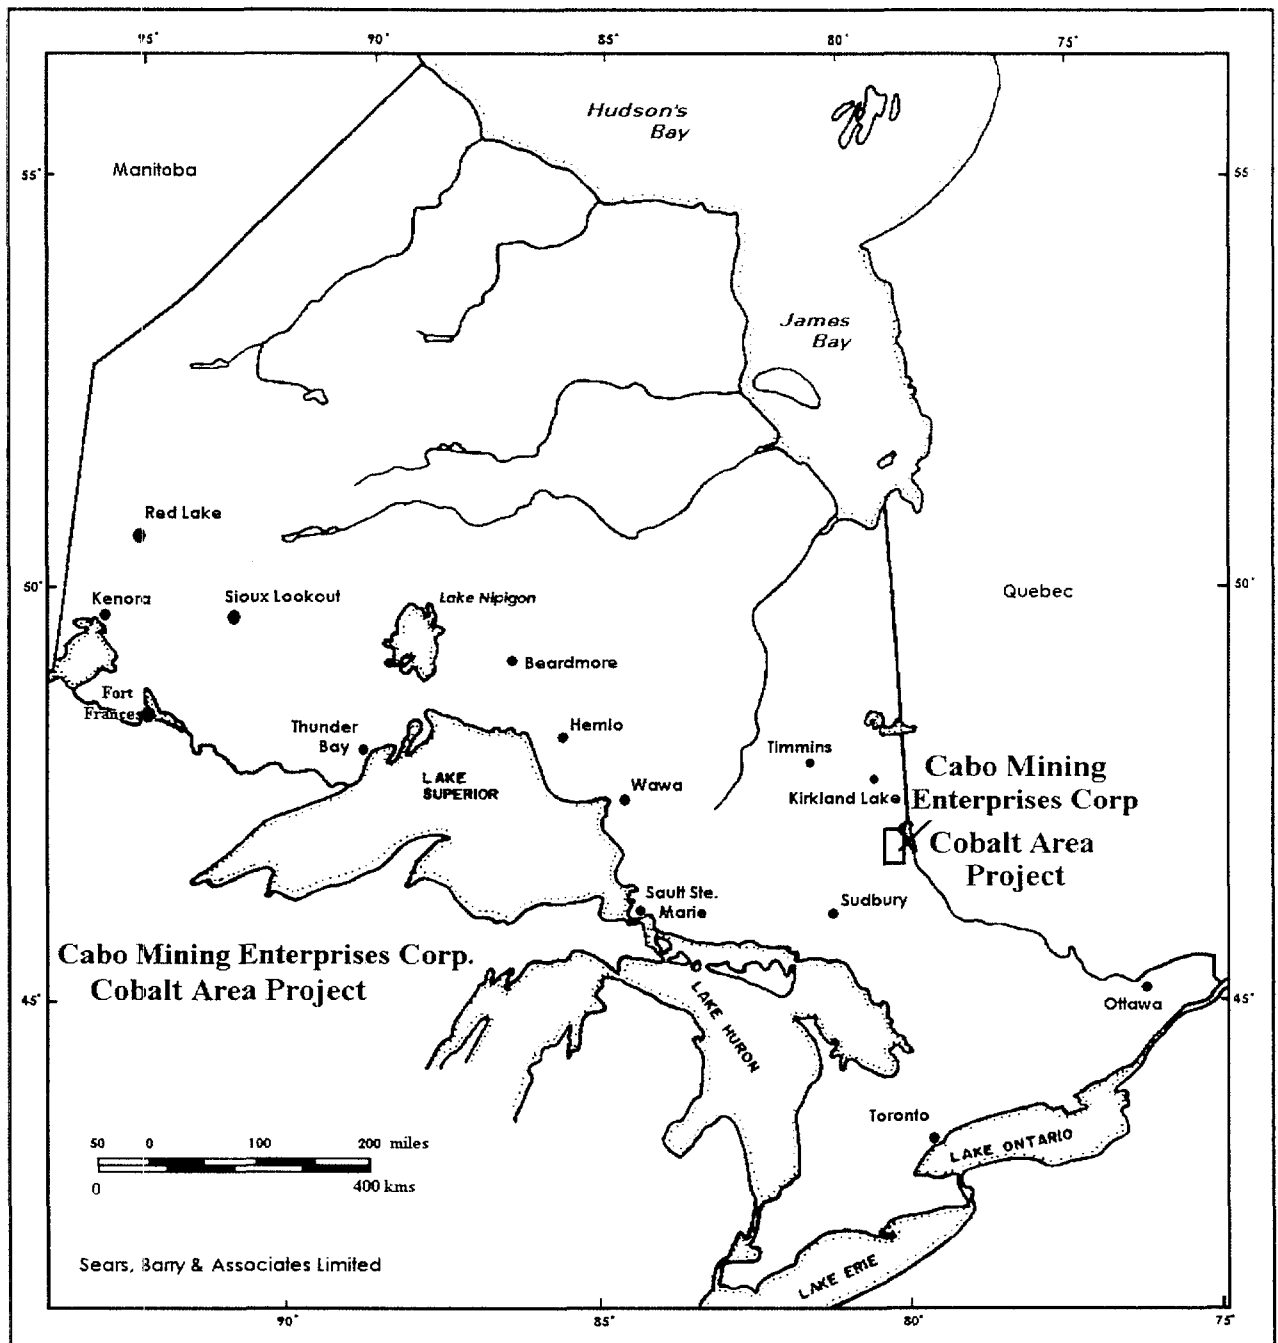 95° 90° 85° 80° 75°
Hudson's
Bay
Manitoba
55° 55°
James
Bay
Red Lake
50° 50°
Kenora
Sioux Lookout
Lake Nipigon
Quebec
Beardmore
Fort
Frances
Thunder
Bay
Hemlo
Timmins
LAKE
SUPERIOR
Wawa
Kirkland Lake
Cabo Mining
Enterprises Corp
Cobalt Area
Project
Sault Ste.
Marie
Sudbury
Cabo Mining Enterprises Corp.
Cobalt Area Project
LAKE HURON
45° 45°
Ottawa
Toronto
LAKE ONTARIO
50 0 100 200 miles
0 400 kms
Sears, Barry & Associates Limited
LAKE ERIE
90° 85° 80° 75°